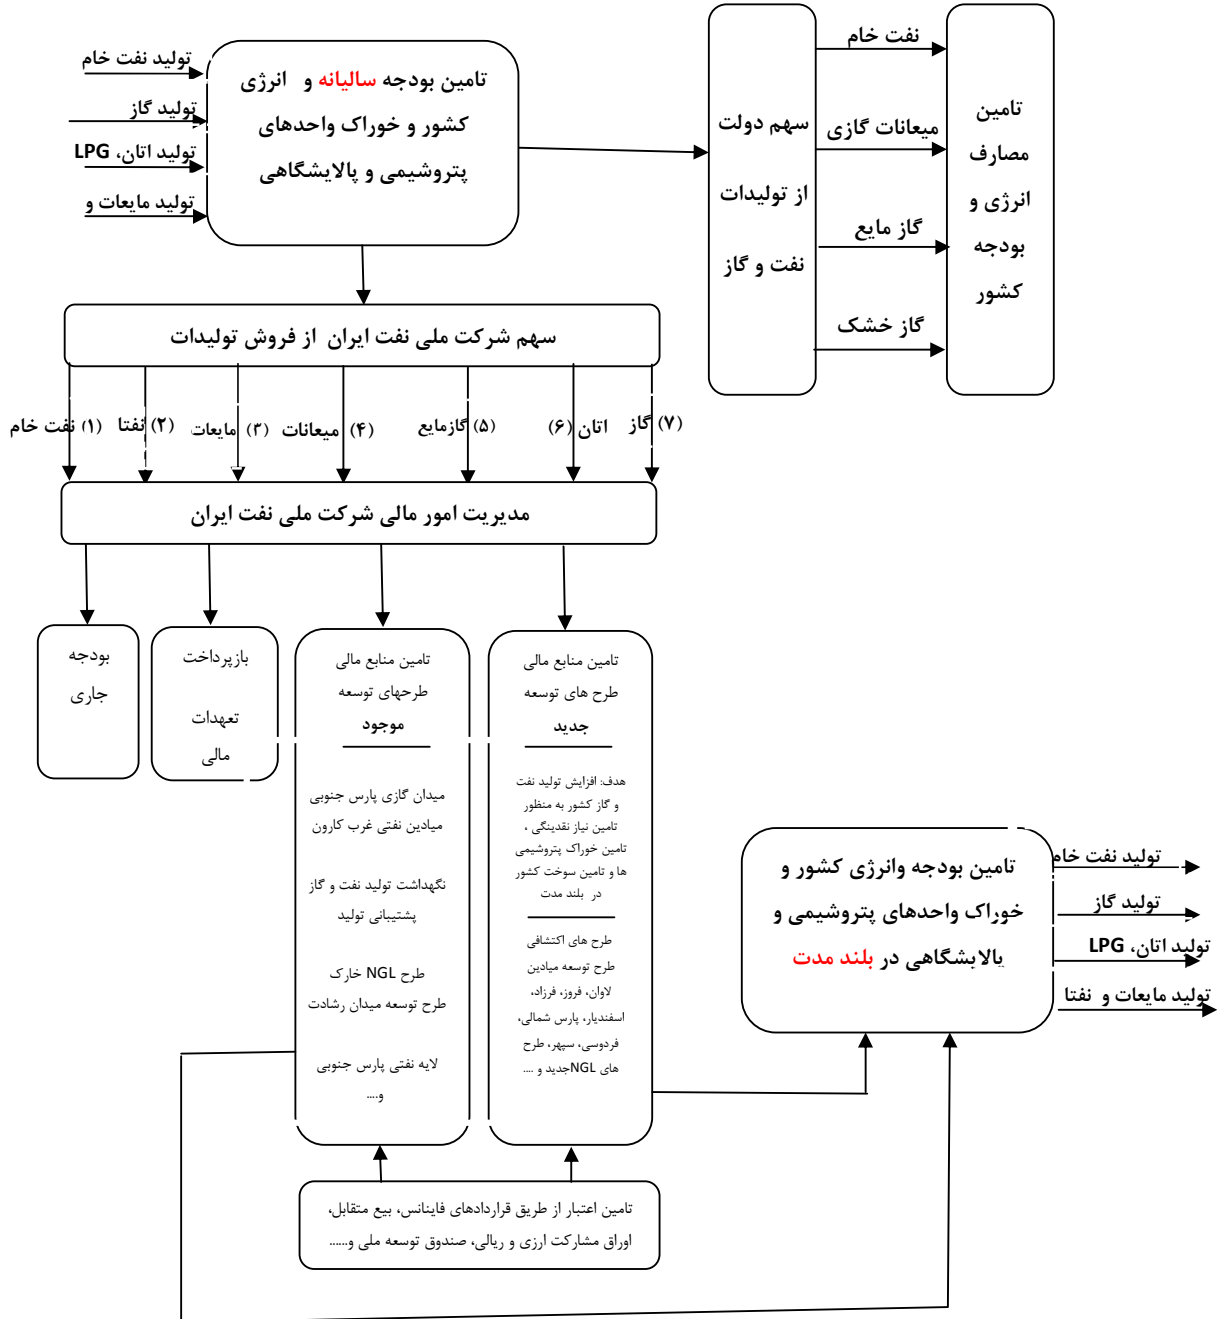 تولید نفت خام
تولید گاز
تولید اتان، LPG
تولید مایعات و
تامین بودجه سالیانه و انرژی
کشور و خوراک واحدهای
پتروشیمی و پالایشگاهی
سهم دولت
از تولیدات
نفت و گاز
نفت خام
میعانات گازی
گاز مایع
گاز خشک
تامین
مصارف
انرژی و
بودجه
کشور
سهم شرکت ملی نفت ایران از فروش تولیدات
(۱) نفت خام
(۲) نفتا
(۳) مایعات
(۴) میعانات
(۵) گازمایع
اتان (۶)
(۷) گاز
مدیریت امور مالی شرکت ملی نفت ایران
بودجه
جاری
بازپرداخت
تعهدات
مالی
تامین منابع مالی
طرحهای توسعه
موجود
میدان گازی پارس جنوبی
میادین نفتی غرب کارون
نگهداشت تولید نفت و گاز
پشتیبانی تولید
طرح NGL خارک
طرح توسعه میدان رشادت
لایه نفتی پارس جنوبی
و....
تامین منابع مالی
طرح های توسعه
جدید
هدف: افزایش تولید نفت
و گاز کشور به منظور
تامین نیاز نقدینگی ،
تامین خوراک پتروشیمی
ها و تامین سوخت کشور
در بلند مدت
طرح های اکتشافی
طرح توسعه میادین
لاوان، فروز، فرزاد،
اسفندیار، پارس شمالی،
فردوسی، سپهر، طرح
های NGLجدید و ....
تامین اعتبار از طریق قراردادهای فاینانس، بیع متقابل،
اوراق مشارکت ارزی و ریالی، صندوق توسعه ملی و......
تامین بودجه وانرژی کشور و
خوراک واحدهای پتروشیمی و
پالایشگاهی در بلند مدت
تولید نفت خام
تولید گاز
تولید اتان، LPG
تولید مایعات و نفتا